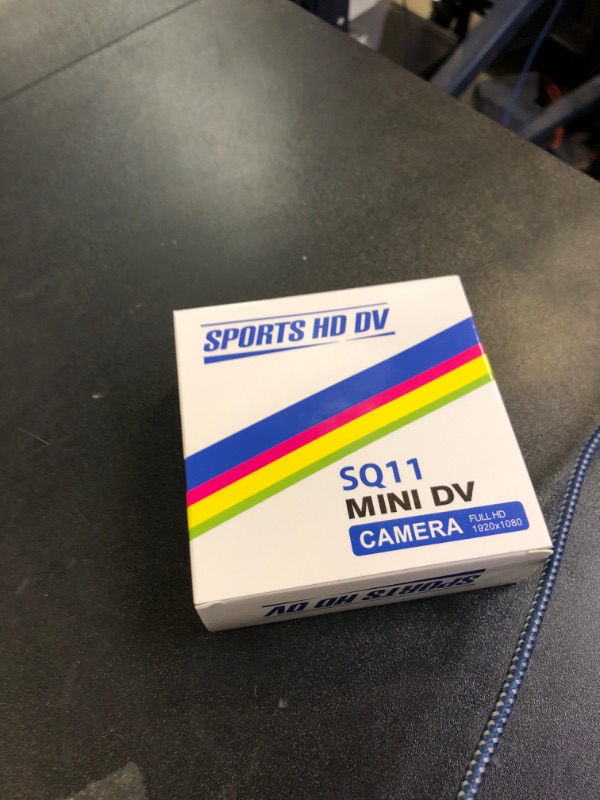 SPORTS HD DV
SQ11
MINI DV
CAMERA
FULL HD
1920x1080
SPORTS HD DV